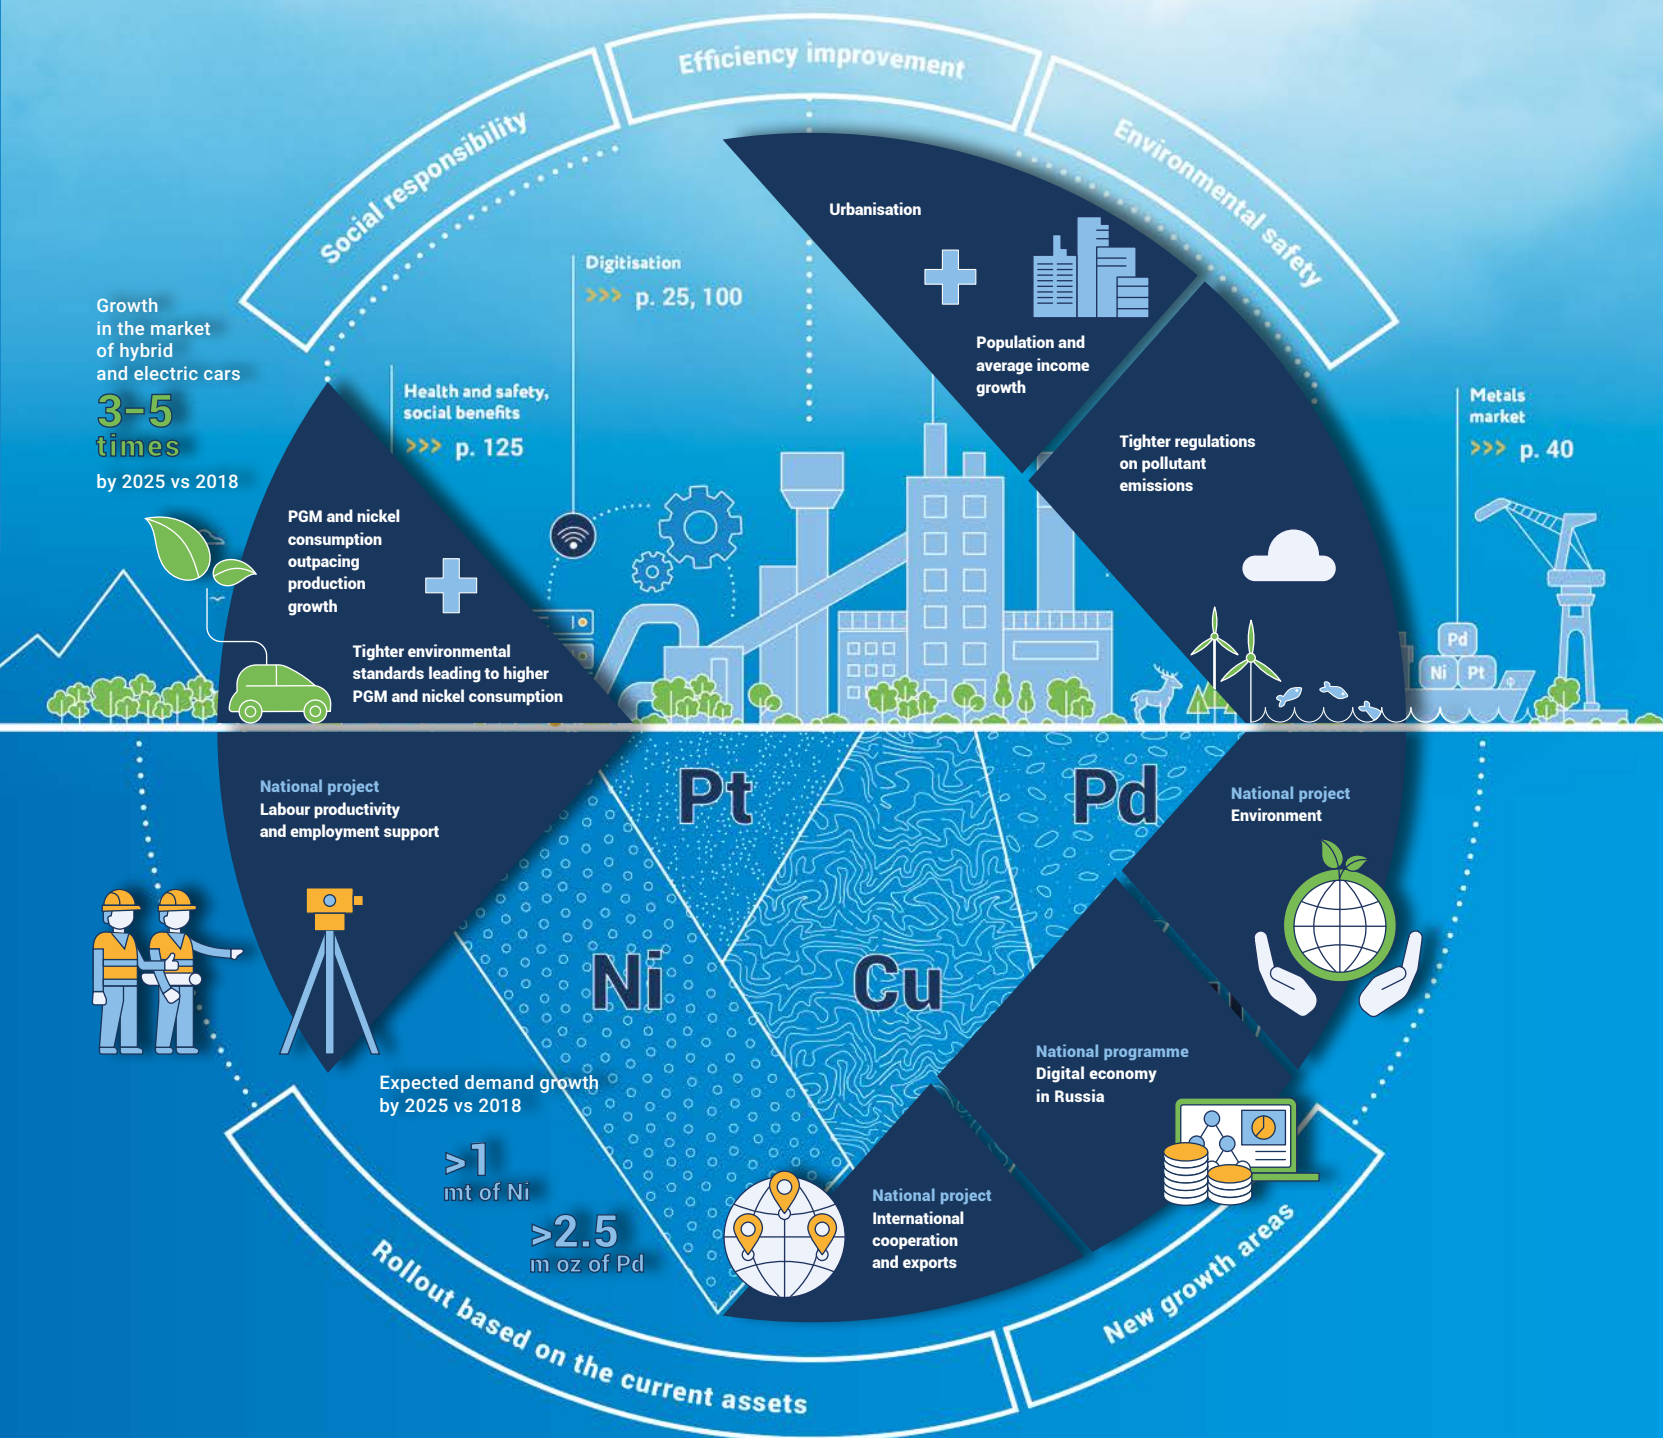 Social responsibility
Efficiency improvement
Environmental safety
Growth
in the market
of hybrid
and electric cars
3–5
times
by 2025 vs 2018
Health and safety,
social benefits
>>> p. 125
Digitisation
>>> p. 25, 100
Urbanisation
Population and
average income
growth
Tighter regulations
on pollutant
emissions
Metals
market
>>> p. 40
PGM and nickel
consumption
outpacing
production
growth
Tighter environmental
standards leading to higher
PGM and nickel consumption
Pd
Ni Pt
National project
Labour productivity
and employment support
Pt
Pd
Ni
Cu
National project
Environment
National programme
Digital economy
in Russia
National project
International
cooperation
and exports
Expected demand growth
by 2025 vs 2018
>1
mt of Ni
>2.5
m oz of Pd
Rollout based on the current assets
New growth areas